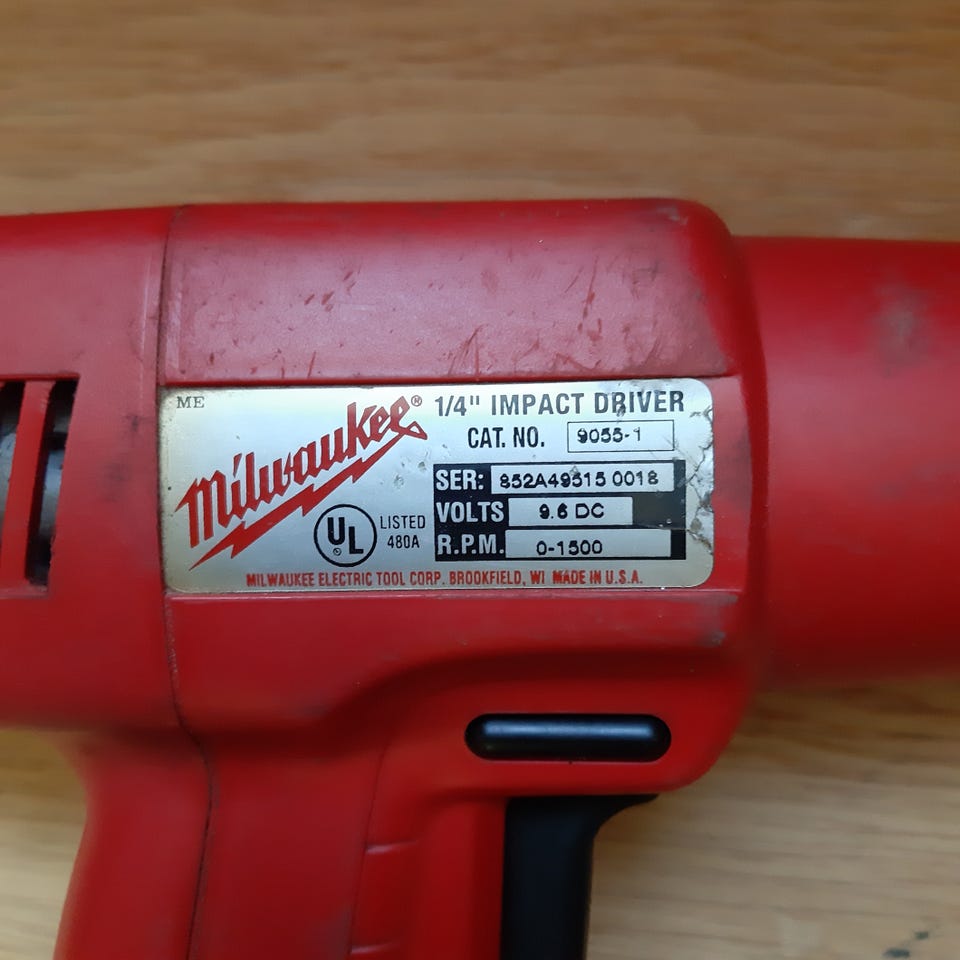 ME
Milwaukee®
1/4" IMPACT DRIVER
CAT. NO. 9055-1
SER: 852A49515 0018
VOLTS 9.6 DC
R.P.M. 0-1500
UL
LISTED
480A
MILWAUKEE ELECTRIC TOOL CORP. BROOKFIELD, WI MADE IN U.S.A.